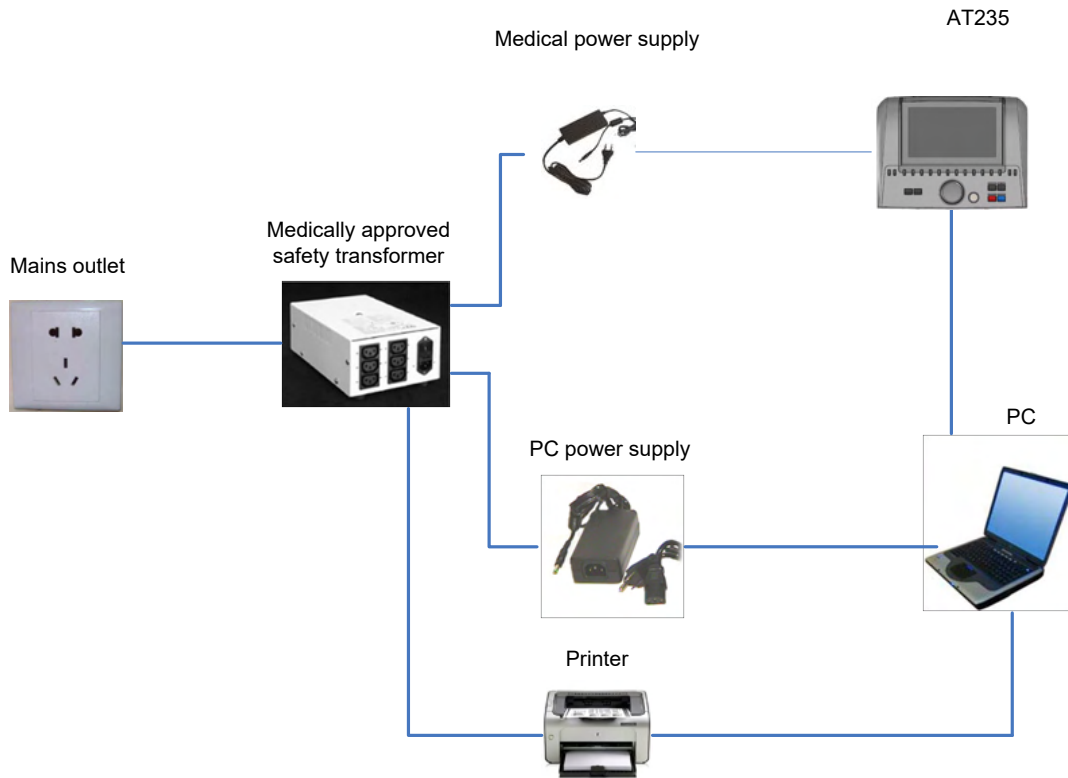 AT235
Medical power supply
Medically approved
safety transformer
Mains outlet
PC
PC power supply
Printer